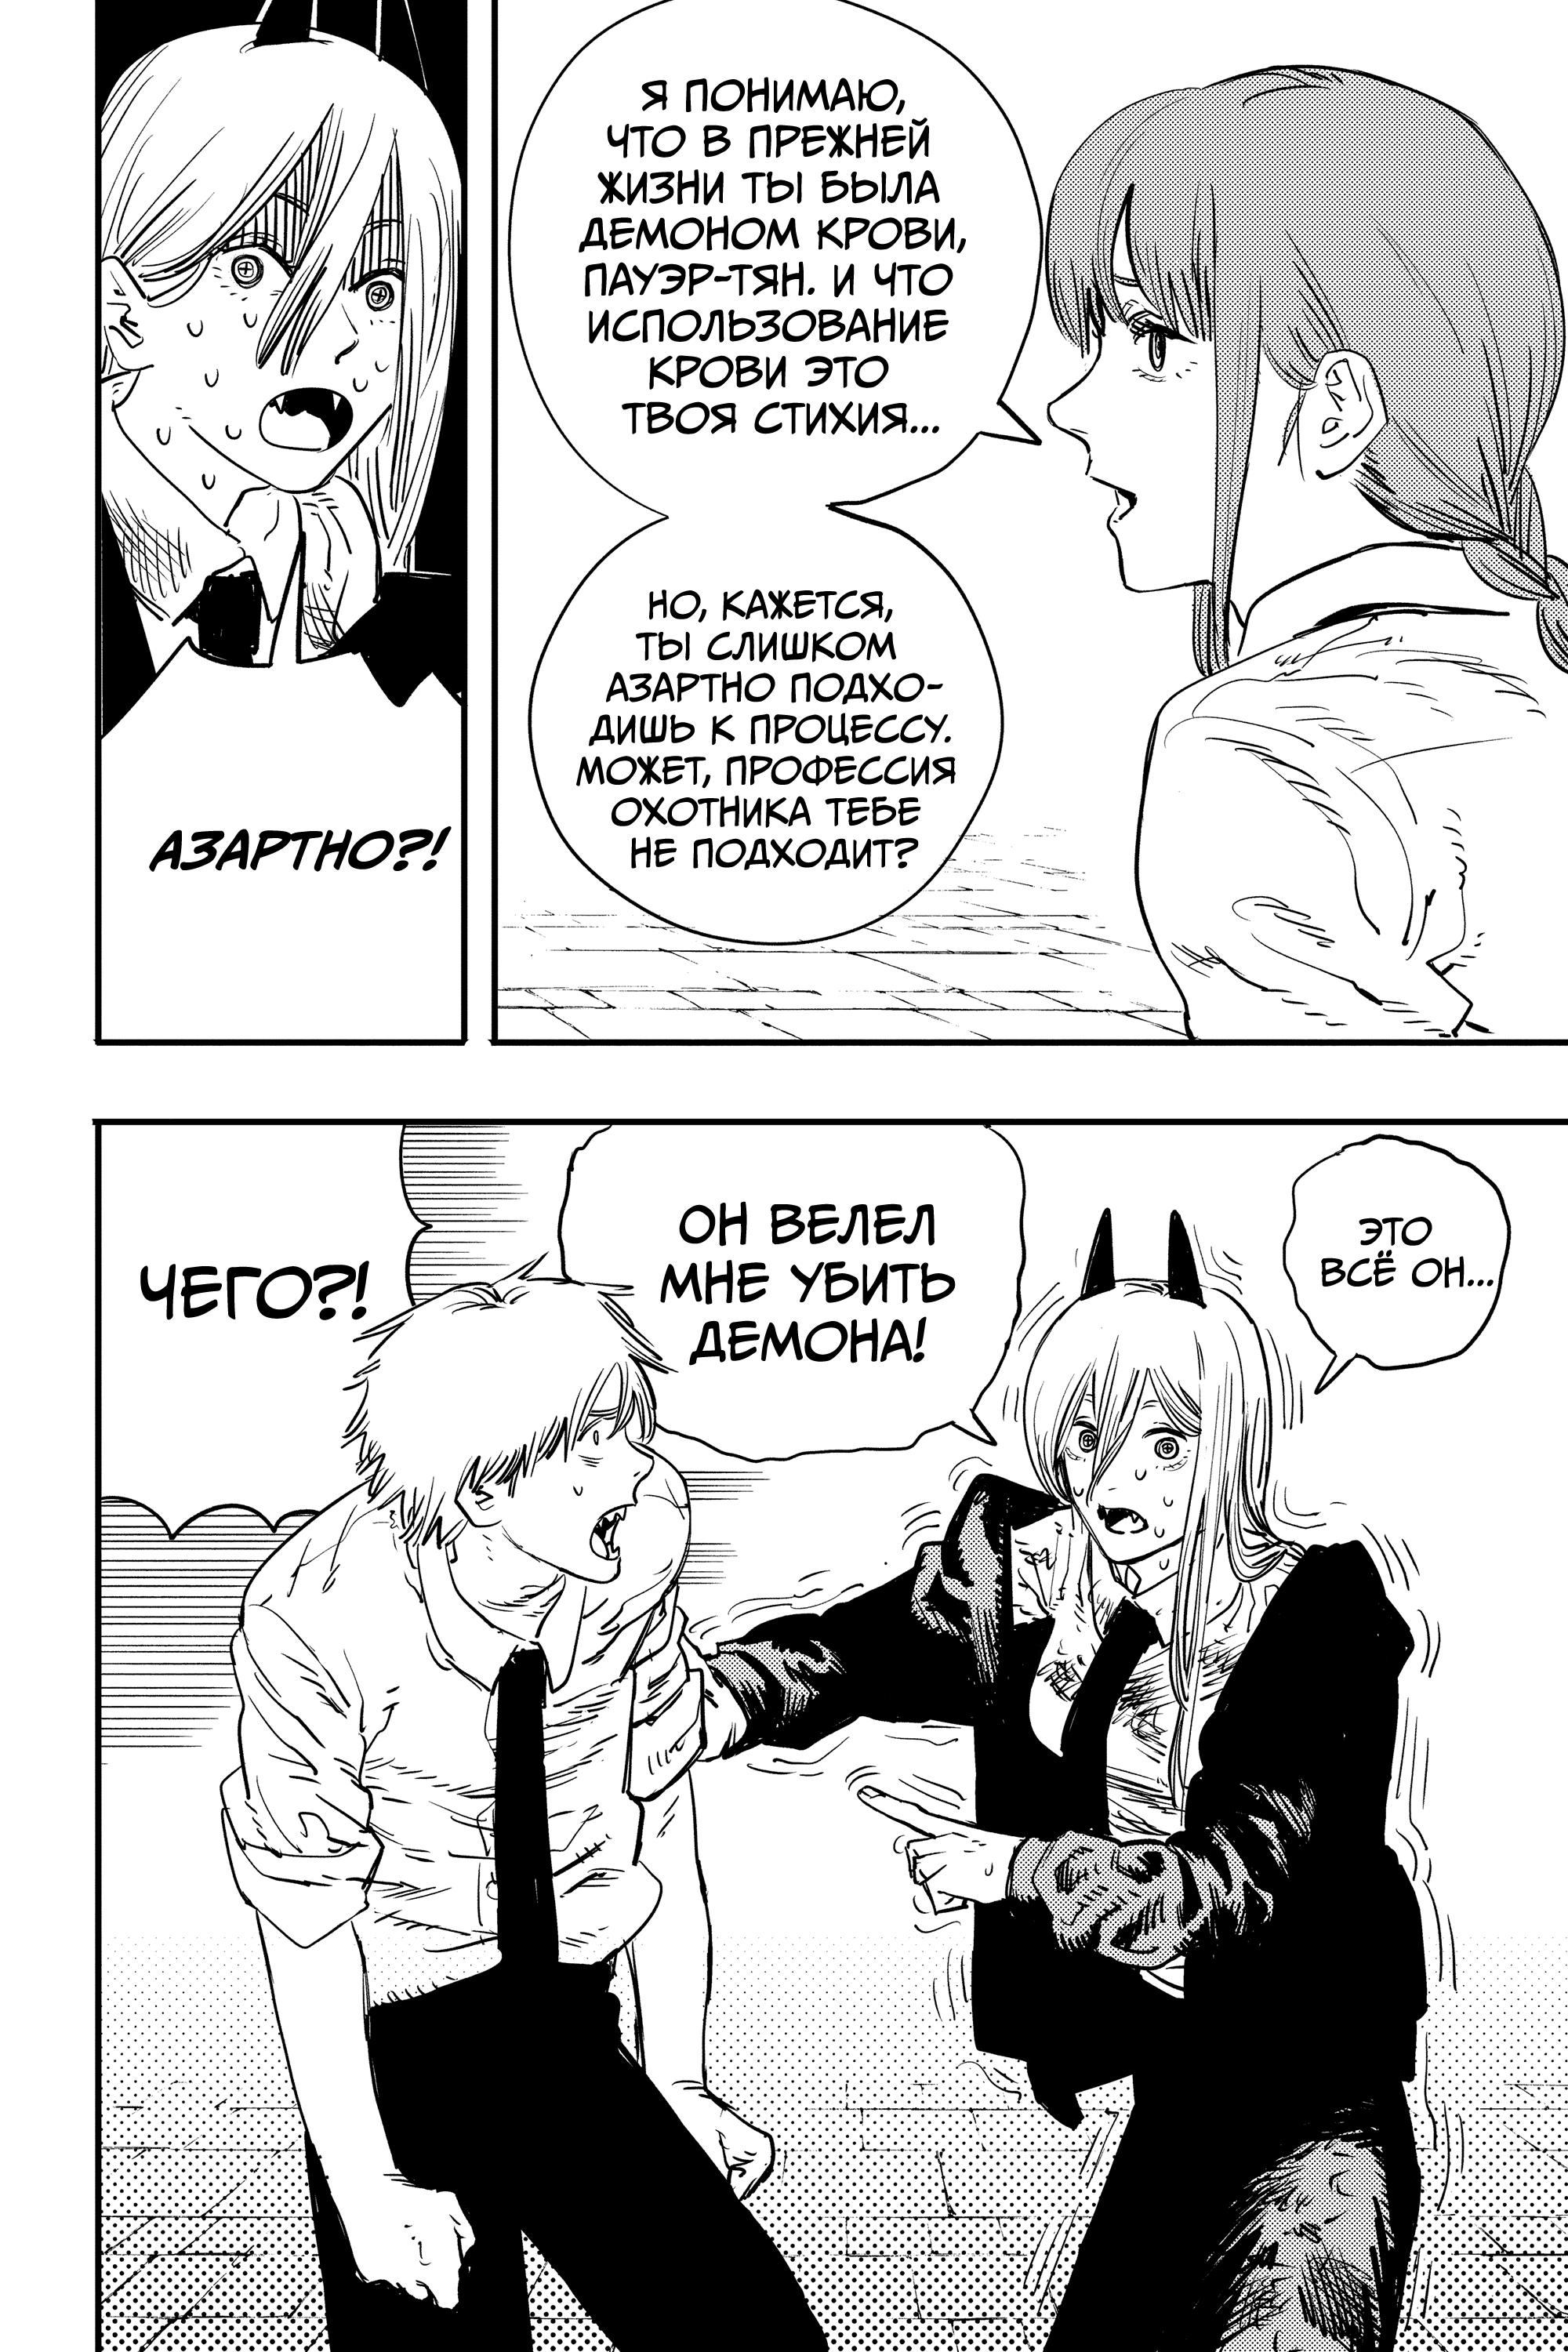 Я ПОНИМАЮ,
ЧТО В ПРЕЖНЕЙ
ЖИЗНИ ТЫ БЫЛА
ДЕМОНОМ КРОВИ,
ПАУЭР-ТЯН. И ЧТО
ИСПОЛЬЗОВАНИЕ
КРОВИ ЭТО
ТВОЯ СТИХИЯ...
НО, КАЖЕТСЯ,
ТЫ СЛИШКОМ
АЗАРТНО ПОДХО-
ДИШЬ К ПРОЦЕССУ.
МОЖЕТ, ПРОФЕССИЯ
ОХОТНИКА ТЕБЕ
НЕ ПОДХОДИТ?
АЗАРТНО?!
ЭТО
ВСЁ ОН...
ОН ВЕЛЕЛ
МНЕ УБИТЬ
ДЕМОНА!
ЧЕГО?!